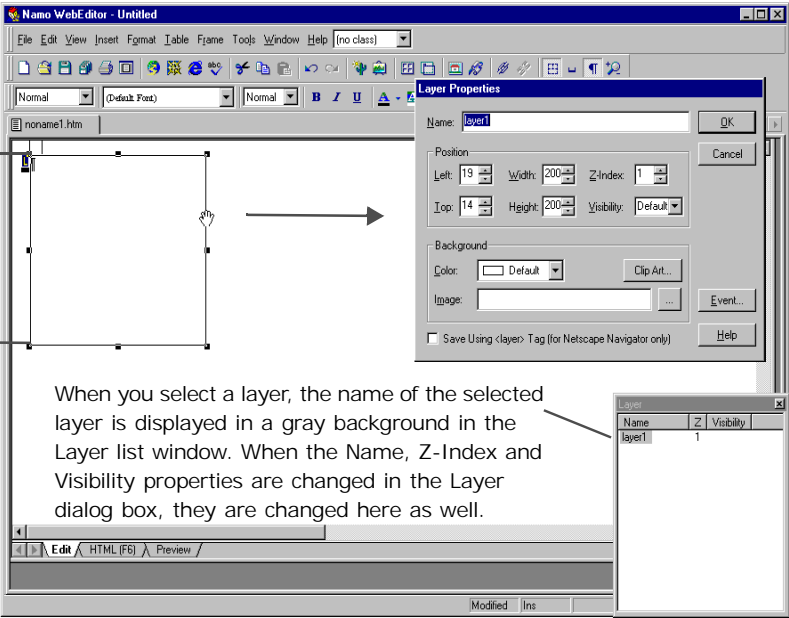 Namo WebEditor - Untitled
File Edit View Insert Format Table Frame Tools Window Help (no class)
Normal (Default Font) Normal B I U A
noname1.htm
Layer Properties
Name: layer1 OK
Cancel
Position
Left: 19 Width: 200 Z-Index: 1
Top: 14 Height: 200 Visibility: Default
Background
Color: Default Clip Art...
Image: ... Event...
Save Using <layer> Tag (for Netscape Navigator only) Help
L¶
When you select a layer, the name of the selected
layer is displayed in a gray background in the
Layer list window. When the Name, Z-Index and
Visibility properties are changed in the Layer
dialog box, they are changed here as well.
Layer
Name Z Visibility
layer1 1
Edit HTML (F6) Preview
Modified Ins